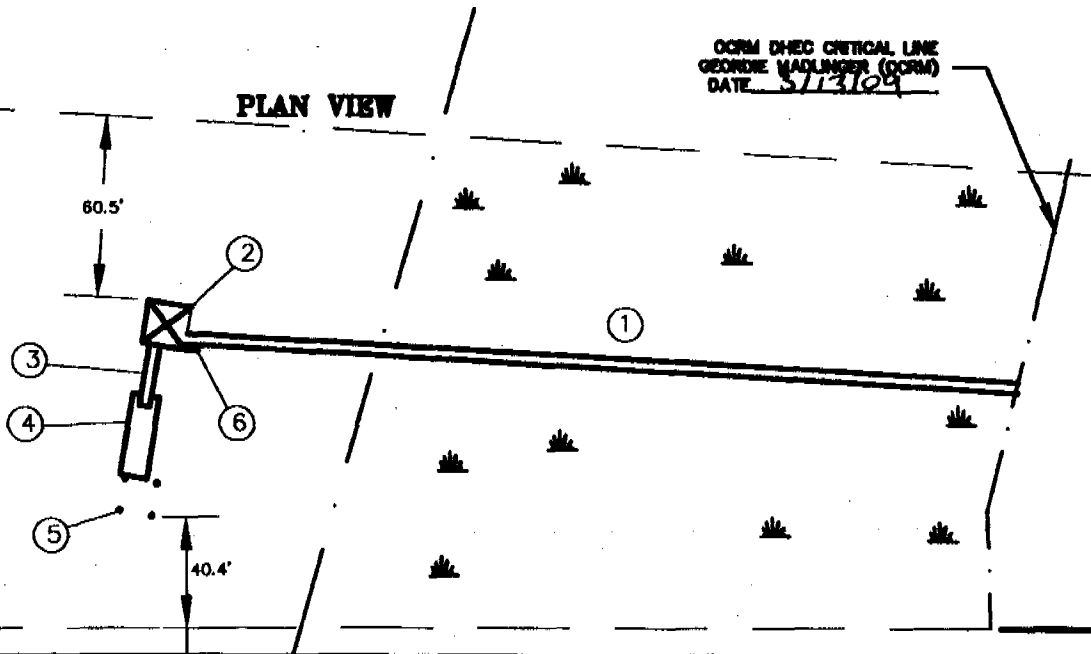 OCRM DHEC CRITICAL LINE
GEORDIE MADLINGER (OCRM)
DATE 3/13/09
PLAN VIEW
60.5'
2
1
3
4
6
5
40.4'